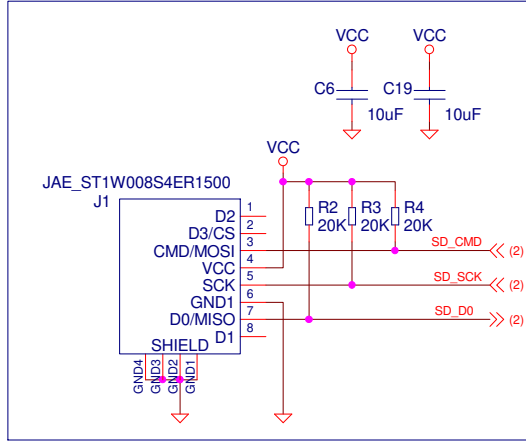 VCC
VCC
C6
C19
10uF
10uF
VCC
JAE_ST1W008S4ER1500
J1
D2
1
D3/CS
2
CMD/MOSI
3
VCC
4
SCK
5
GND1
6
D0/MISO
7
D1
8
SHIELD
GND4
GND3
GND2
GND1
R2
20K
R3
20K
R4
20K
SD_CMD
(2)
SD_SCK
(2)
SD_D0
(2)